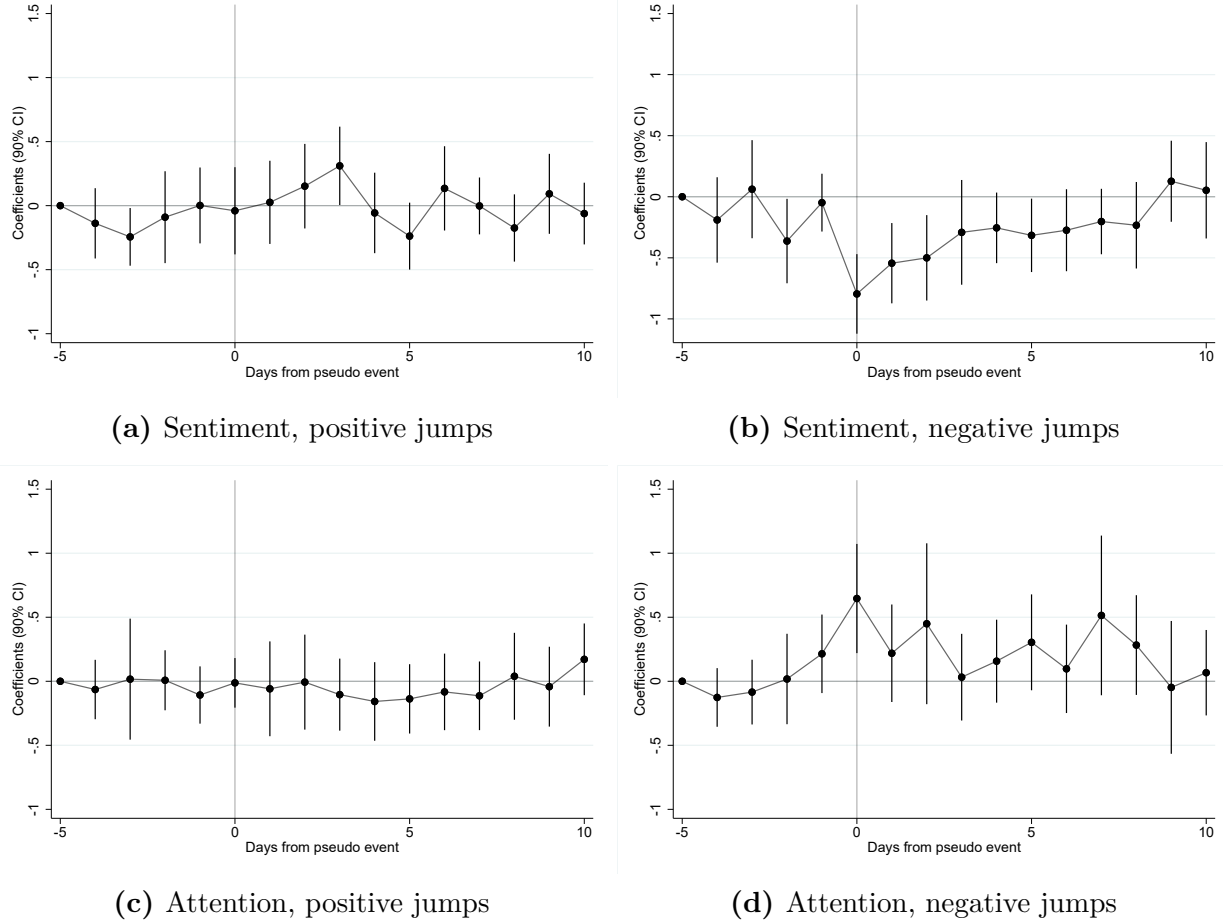 1.5
1
.5
0
-.5
-1
Coefficients (90% CI)
-5 0 5 10
Days from pseudo event
(a) Sentiment, positive jumps
1.5
1
.5
0
-.5
-1
Coefficients (90% CI)
-5 0 5 10
Days from pseudo event
(b) Sentiment, negative jumps
1.5
1
.5
0
-.5
-1
Coefficients (90% CI)
-5 0 5 10
Days from pseudo event
(c) Attention, positive jumps
1.5
1
.5
0
-.5
-1
Coefficients (90% CI)
-5 0 5 10
Days from pseudo event
(d) Attention, negative jumps